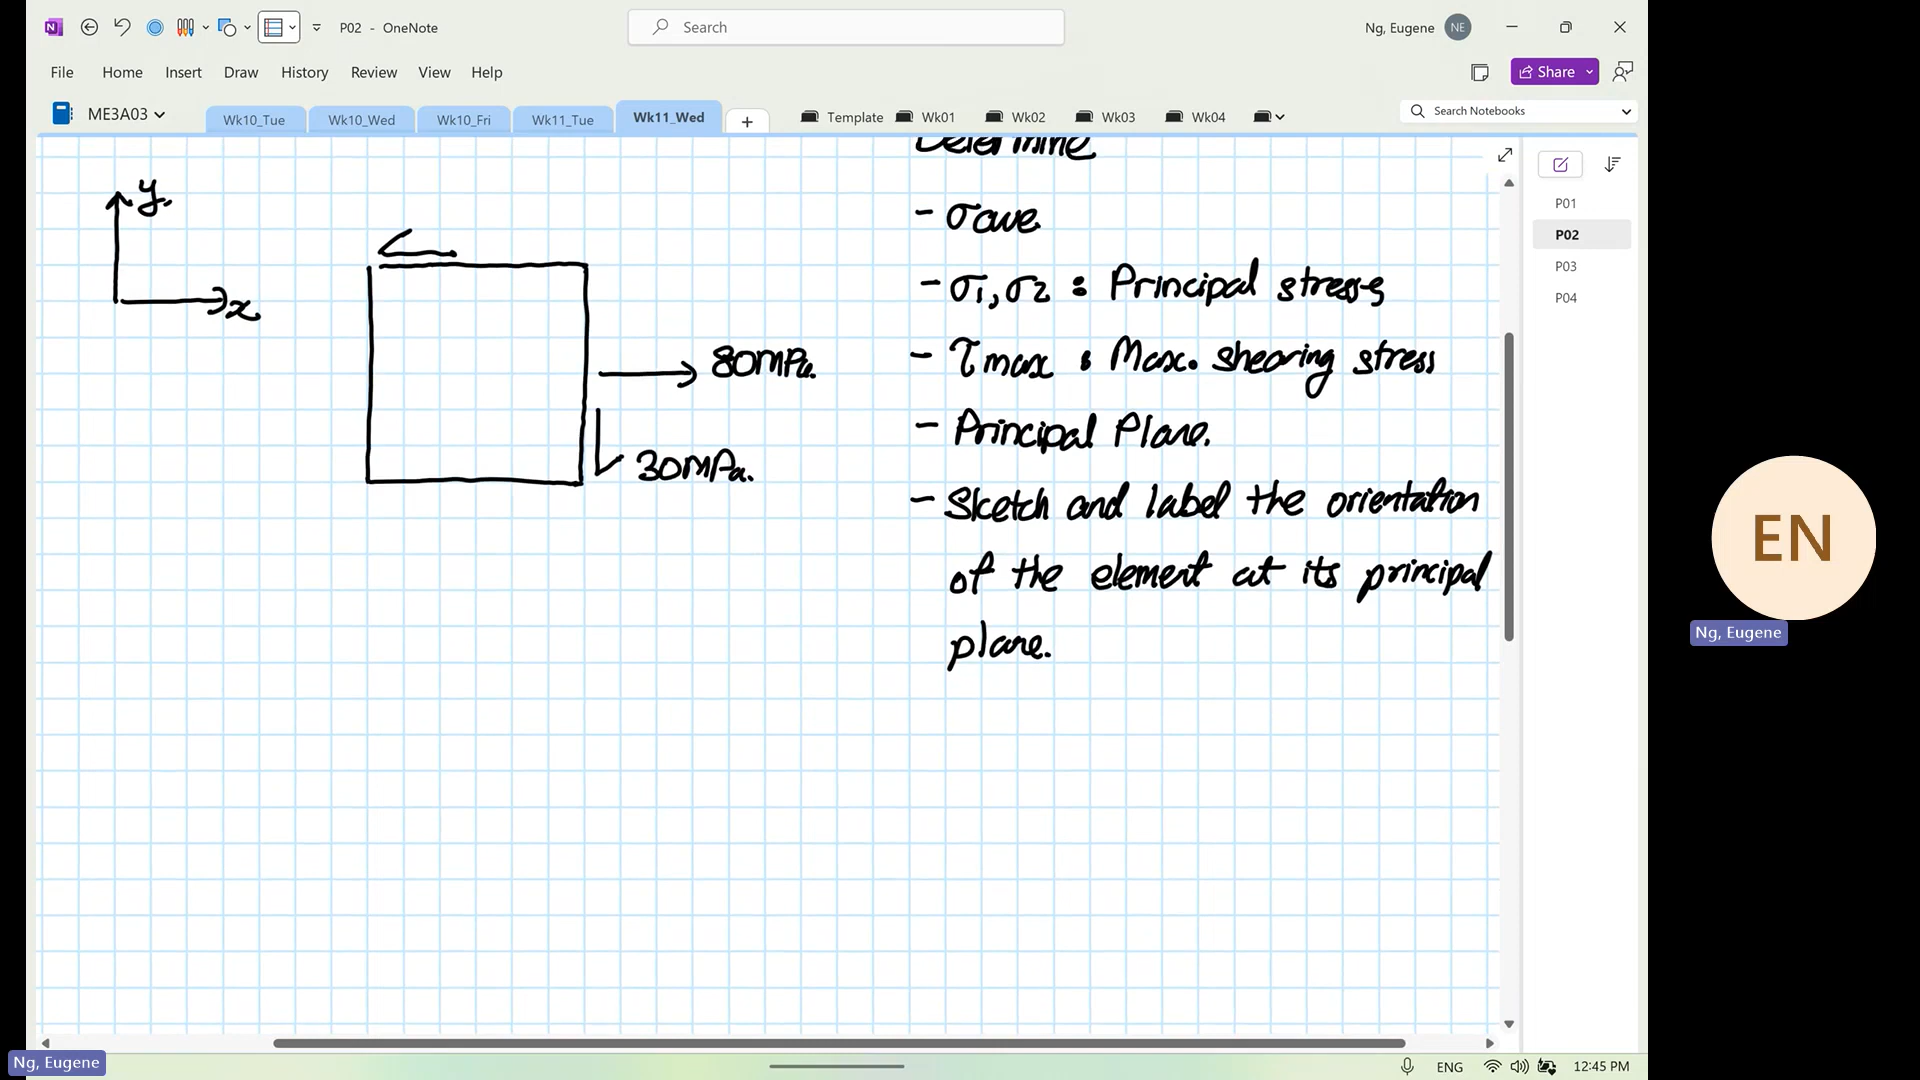 P02 - OneNote
Search
Ng, Eugene
NE
File
Home
Insert
Draw
History
Review
View
Help
Share
ME3A03
Wk10_Tue
Wk10_Wed
Wk10_Fri
Wk11_Tue
Wk11_Wed
+
Template
Wk01
Wk02
Wk03
Wk04
Search Notebooks
P01
P02
P03
P04
y
x
80MPa.
30MPa.
Determine
- σave.
- σ1, σ2 : Principal stresses
- τmax : Max. shearing stress
- Principal Plane.
- Sketch and label the orientation
of the element at its principal
plane.
EN
Ng, Eugene
Ng, Eugene
ENG
12:45 PM